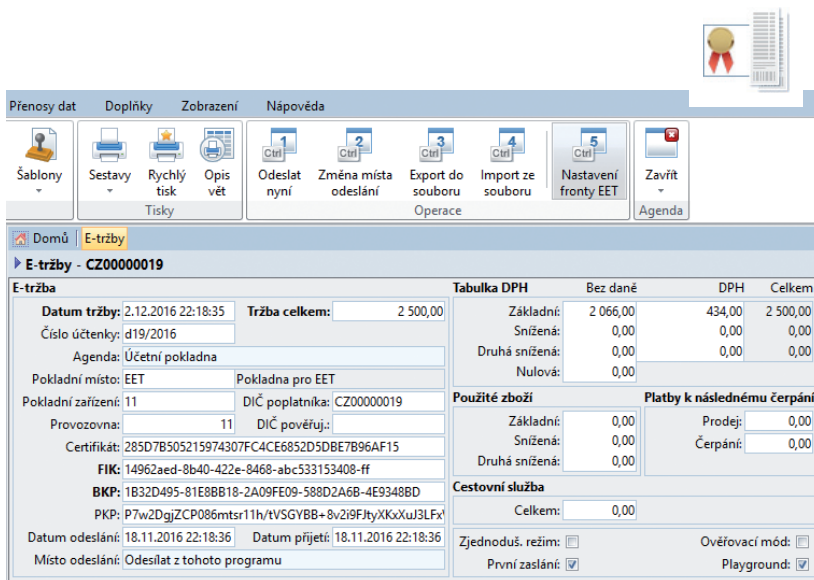 Přenosy dat Doplňky Zobrazení Nápověda
1 2 3 4 5
Ctrl Ctrl Ctrl Ctrl Ctrl
Šablony Sestavy Rychlý tisk Opis vět Odeslat nyní Změna místa odeslání Export do souboru Import ze souboru Nastavení fronty EET Zavřít
Tisky Operace Agenda
Domů E-tržby
E-tržby - CZ00000019
E-tržba Tabulka DPH Bez daně DPH Celkem
Datum tržby: 2.12.2016 22:18:35 Tržba celkem: 2 500,00 Základní: 2 066,00 434,00 2 500,00
Číslo účtenky: d19/2016 Snížená: 0,00 0,00 0,00
Agenda: Účetní pokladna Druhá snížená: 0,00 0,00 0,00
Nulová: 0,00
Pokladní místo: EET Pokladna pro EET
Pokladní zařízení: 11 DIČ poplatníka: CZ00000019 Použité zboží Platby k následnému čerpání
Provozovna: 11 DIČ pověřuj.: Základní: 0,00 Prodej: 0,00
Certifikát: 285D7B505215974307FC4CE6852D5DBE7B96AF15 Snížená: 0,00 Čerpání: 0,00
FIK: 14962aed-8b40-422e-8468-abc533153408-ff Druhá snížená: 0,00
BKP: 1B32D495-81E8BB18-2A09FE09-588D2A6B-4E9348BD Cestovní služba
PKP: P7w2DgjZCP086mtsr11h/tVSGYBB+8v2i9FJtyXKxXuJ3LFx Celkem: 0,00
Datum odeslání: 18.11.2016 22:18:36 Datum přijetí: 18.11.2016 22:18:36 Zjednoduš. režim: Ověřovací mód:
Místo odeslání: Odesílat z tohoto programu První zaslání: Playground: